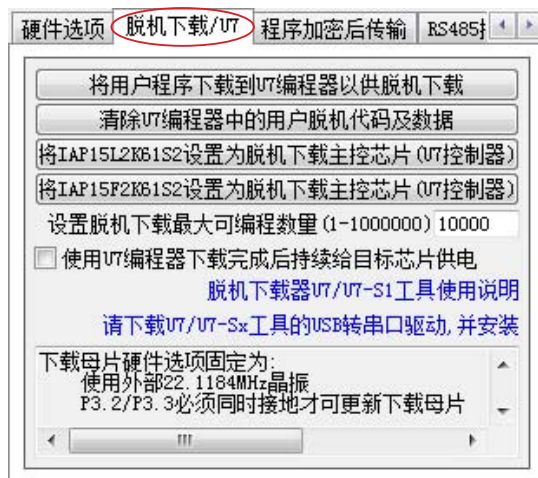 硬件选项 脱机下载/U7 程序加密后传输 RS485
将用户程序下载到U7编程器以供脱机下载
清除U7编程器中的用户脱机代码及数据
将IAP15L2K61S2设置为脱机下载主控芯片(U7控制器)
将IAP15F2K61S2设置为脱机下载主控芯片(U7控制器)
设置脱机下载最大可编程数量(1-1000000) 10000
使用U7编程器下载完成后持续给目标芯片供电
脱机下载器U7/U7-S1工具使用说明
请下载U7/U7-Sx工具的USB转串口驱动,并安装
下载母片硬件选项固定为:
使用外部22.1184MHz晶振
P3.2/P3.3必须同时接地才可更新下载母片